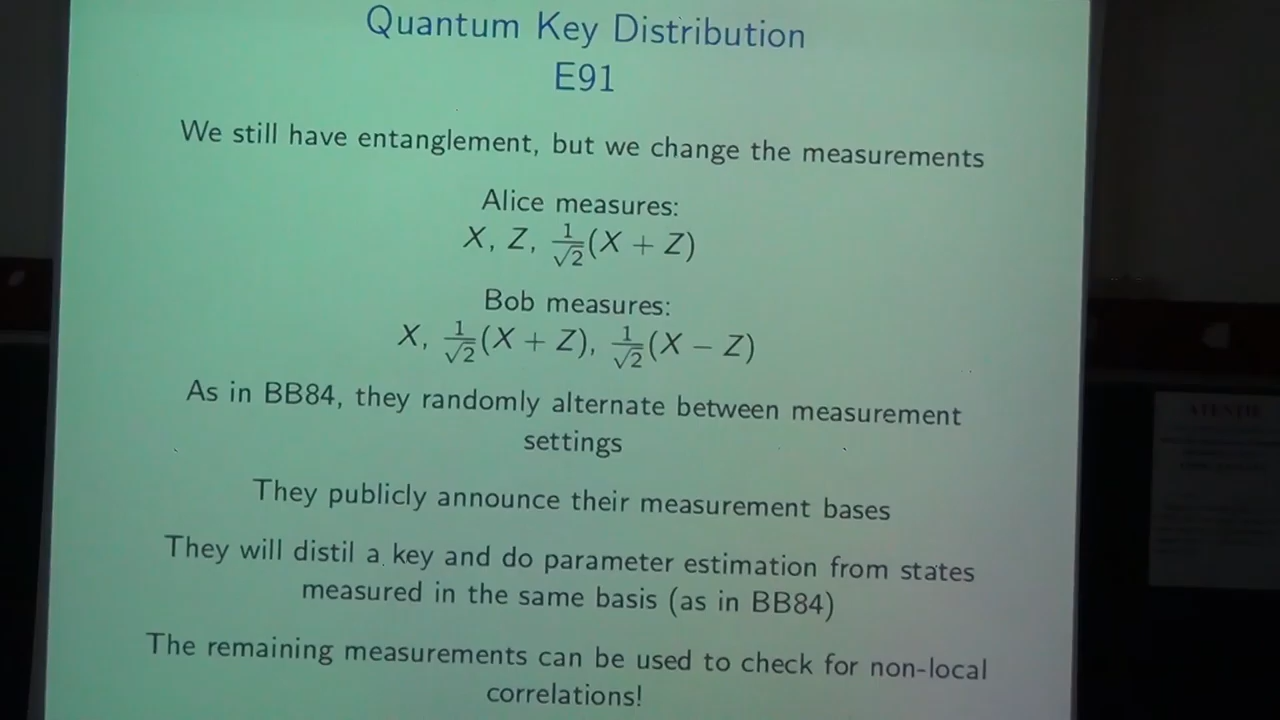 Quantum Key Distribution
E91
We still have entanglement, but we change the measurements
Alice measures:
X, Z, 1/√2(X + Z)
Bob measures:
X, 1/√2(X + Z), 1/√2(X − Z)
As in BB84, they randomly alternate between measurement
settings
They publicly announce their measurement bases
They will distil a key and do parameter estimation from states
measured in the same basis (as in BB84)
The remaining measurements can be used to check for non-local
correlations!